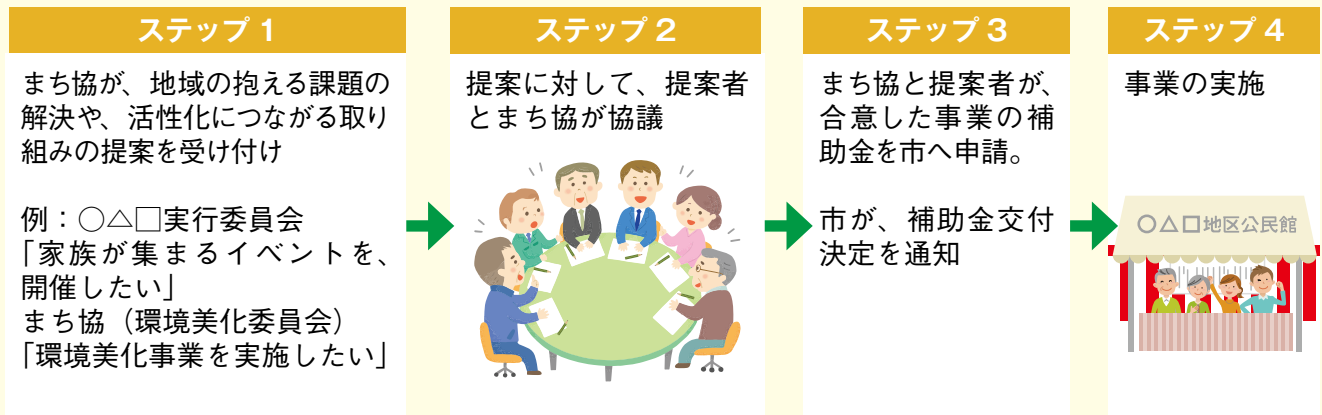 ステップ 1
まち協が、地域の抱える課題の
解決や、活性化につながる取り
組みの提案を受け付け
例：○△□実行委員会
「家族が集まるイベントを、
開催したい」
まち協（環境美化委員会）
「環境美化事業を実施したい」
ステップ 2
提案に対して、提案者
とまち協が協議
ステップ 3
まち協と提案者が、
合意した事業の補
助金を市へ申請。
市が、補助金交付
決定を通知
ステップ 4
事業の実施
○△□地区公民館